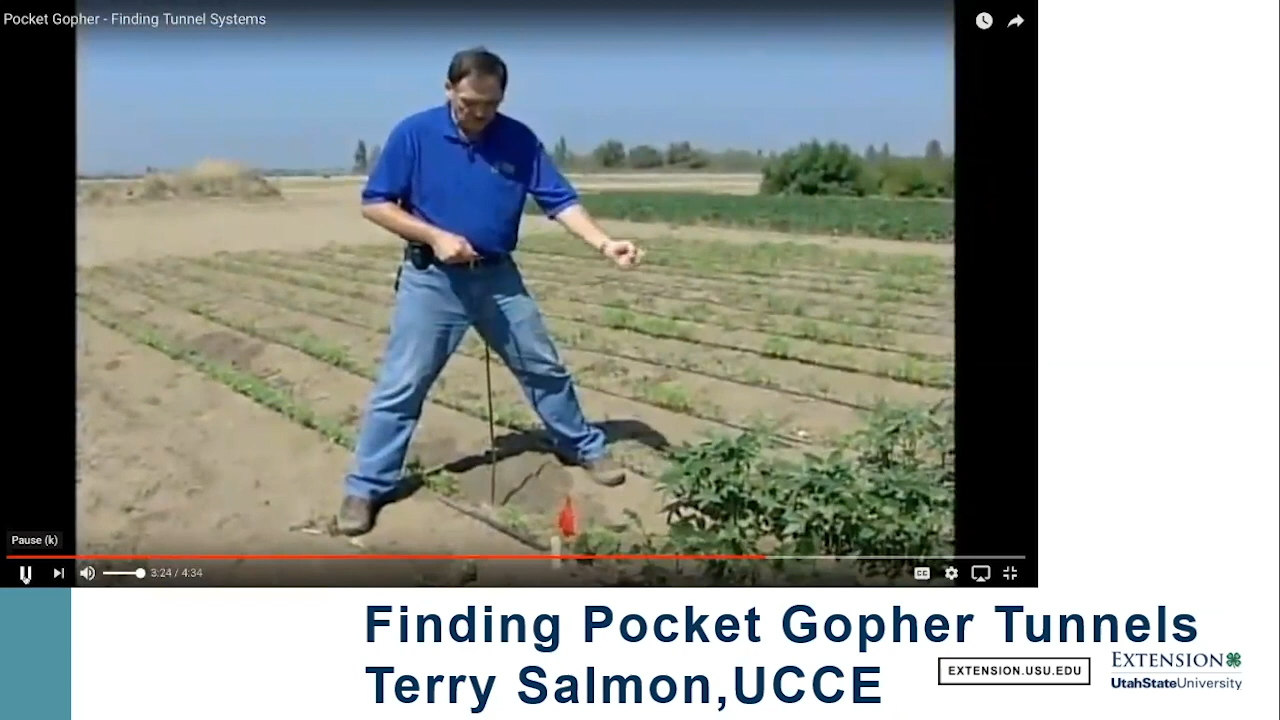 Pocket Gopher - Finding Tunnel Systems
Pause (k)
3:24 / 4:34
CC
Finding Pocket Gopher Tunnels
Terry Salmon,UCCE
EXTENSION.USU.EDU
EXTENSION
UtahStateUniversity